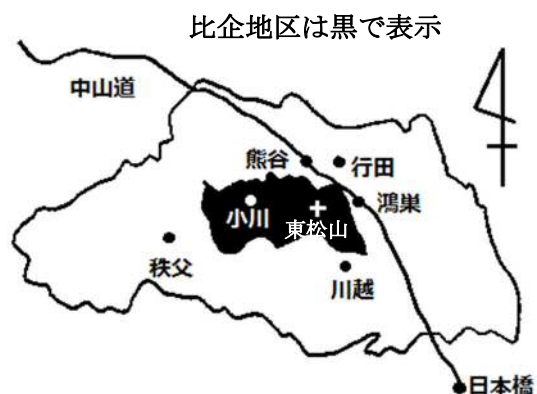 比企地区は黒で表示
中山道
熊谷
行田
鴻巣
小川
東松山
秩父
川越
日本橋